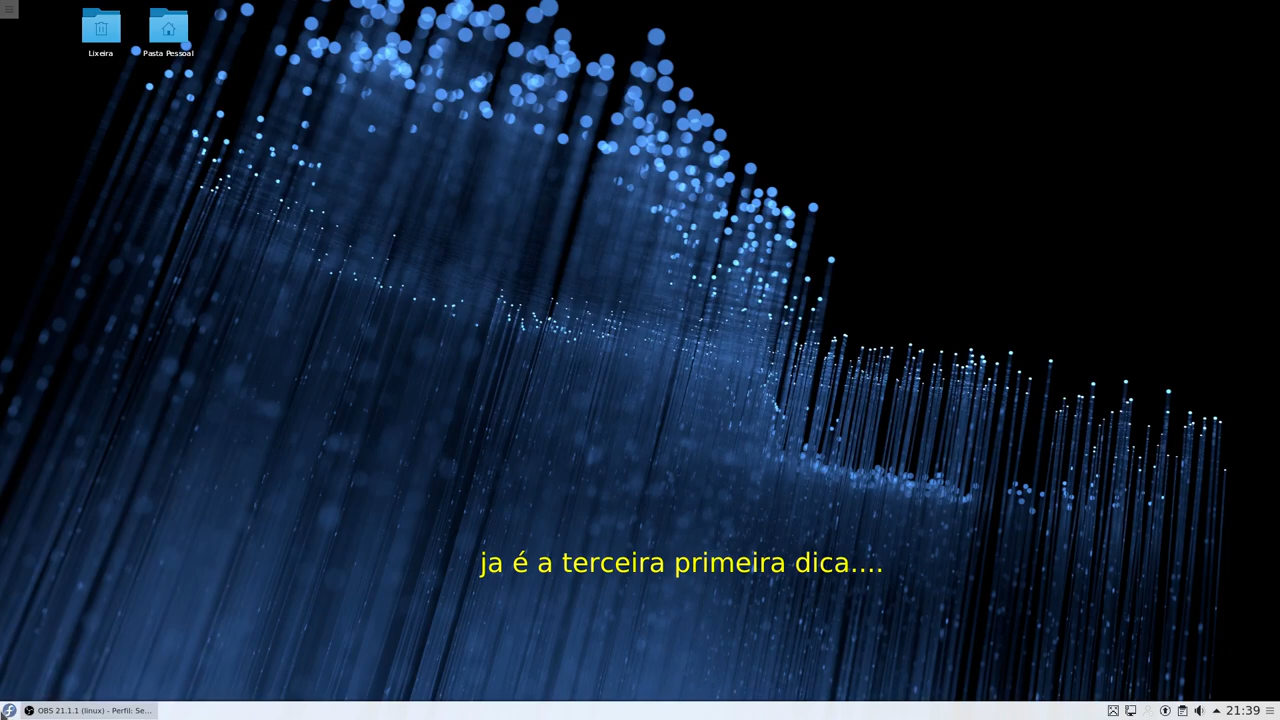 Lixeira
Pasta Pessoal
ja é a terceira primeira dica....
OBS 21.1.1 (linux) - Perfil: Se...
21:39